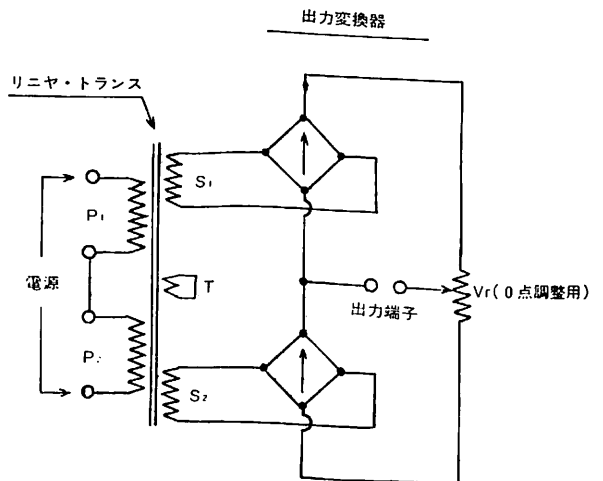 出力変換器
リニヤ・トランス
S₁
P₁
電源
T
出力端子
Vr(0点調整用)
P₂
S₂